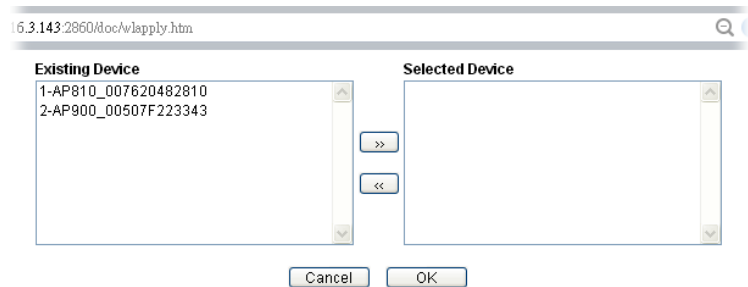 16.3.143:2860/doc/wlapply.htm
Existing Device
Selected Device
1-AP810_007620482810
2-AP900_00507F223343
>>
<<
Cancel
OK